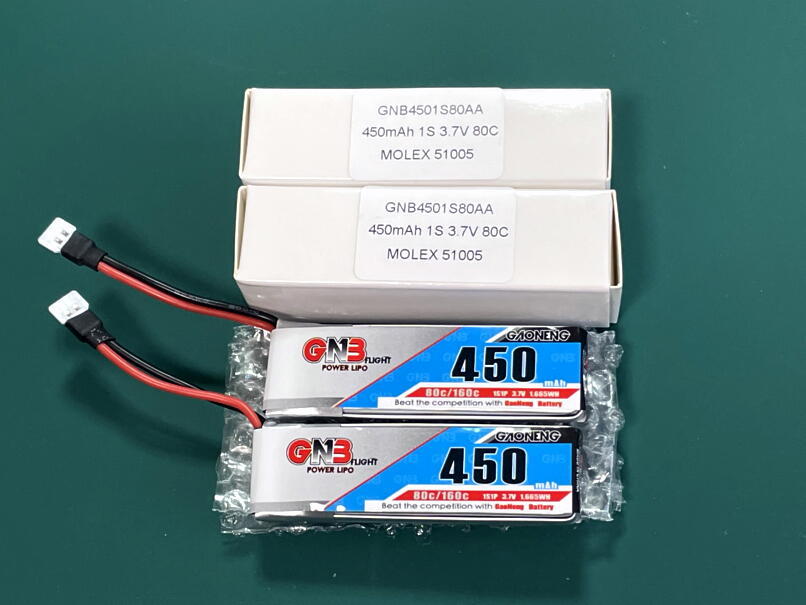 GNB4501S80AA
450mAh 1S 3.7V 80C
MOLEX 51005
GNB4501S80AA
450mAh 1S 3.7V 80C
MOLEX 51005
GAONENG
GNB FLIGHT
POWER LIPO
450 mAh
80c/160c 1S1P 3.7V 1.665WH
Beat the competition with GaoNeng Battery
GAONENG
GNB FLIGHT
POWER LIPO
450 mAh
80c/160c 1S1P 3.7V 1.665WH
Beat the competition with GaoNeng Battery